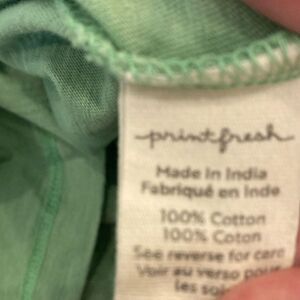 printfresh
Made in India
Fabriqué en Inde
100% Cotton
100% Coton
See reverse for care
Voir au verso pour
les soi